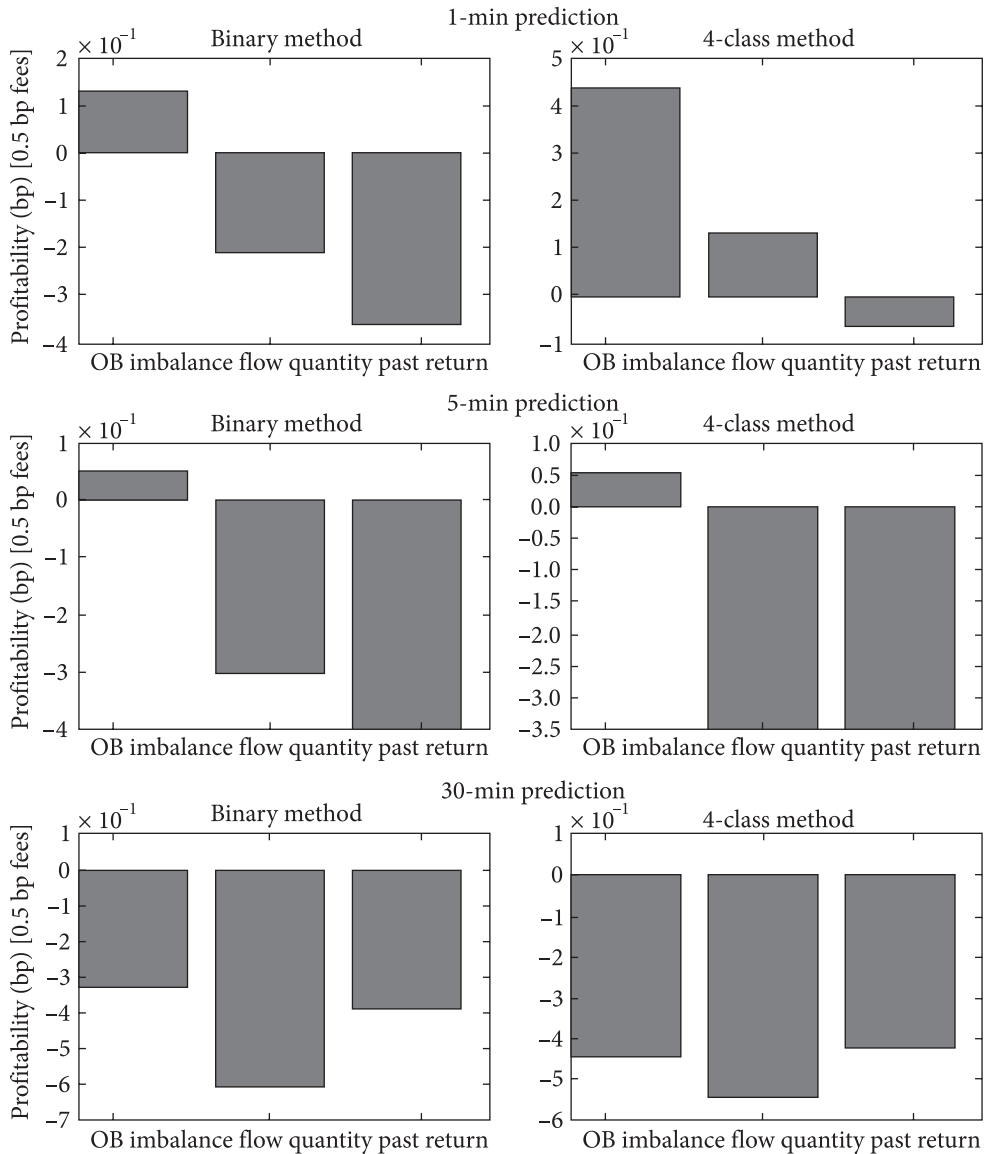 1-min prediction
Binary method
4-class method
× 10⁻¹
× 10⁻¹
Profitability (bp) [0.5 bp fees]
2
1
0
−1
−2
−3
−4
5
4
3
2
1
0
−1
OB imbalance flow quantity past return
OB imbalance flow quantity past return
5-min prediction
Binary method
4-class method
× 10⁻¹
× 10⁻¹
Profitability (bp) [0.5 bp fees]
1
0
−1
−2
−3
−4
1.0
0.5
0.0
−0.5
−1.0
−1.5
−2.0
−2.5
−3.0
−3.5
OB imbalance flow quantity past return
OB imbalance flow quantity past return
30-min prediction
Binary method
4-class method
× 10⁻¹
× 10⁻¹
Profitability (bp) [0.5 bp fees]
1
0
−1
−2
−3
−4
−5
−6
−7
1
0
−1
−2
−3
−4
−5
−6
OB imbalance flow quantity past return
OB imbalance flow quantity past return